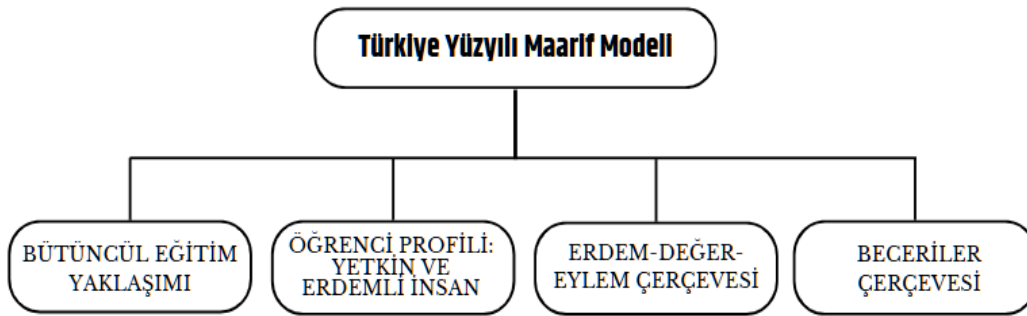 Türkiye Yüzyılı Maarif Modeli
BÜTÜNCÜL EĞİTİM
YAKLAŞIMI
ÖĞRENCİ PROFİLİ:
YETKİN VE
ERDEMLİ İNSAN
ERDEM-DEĞER-
EYLEM ÇERÇEVESİ
BECERİLER
ÇERÇEVESİ